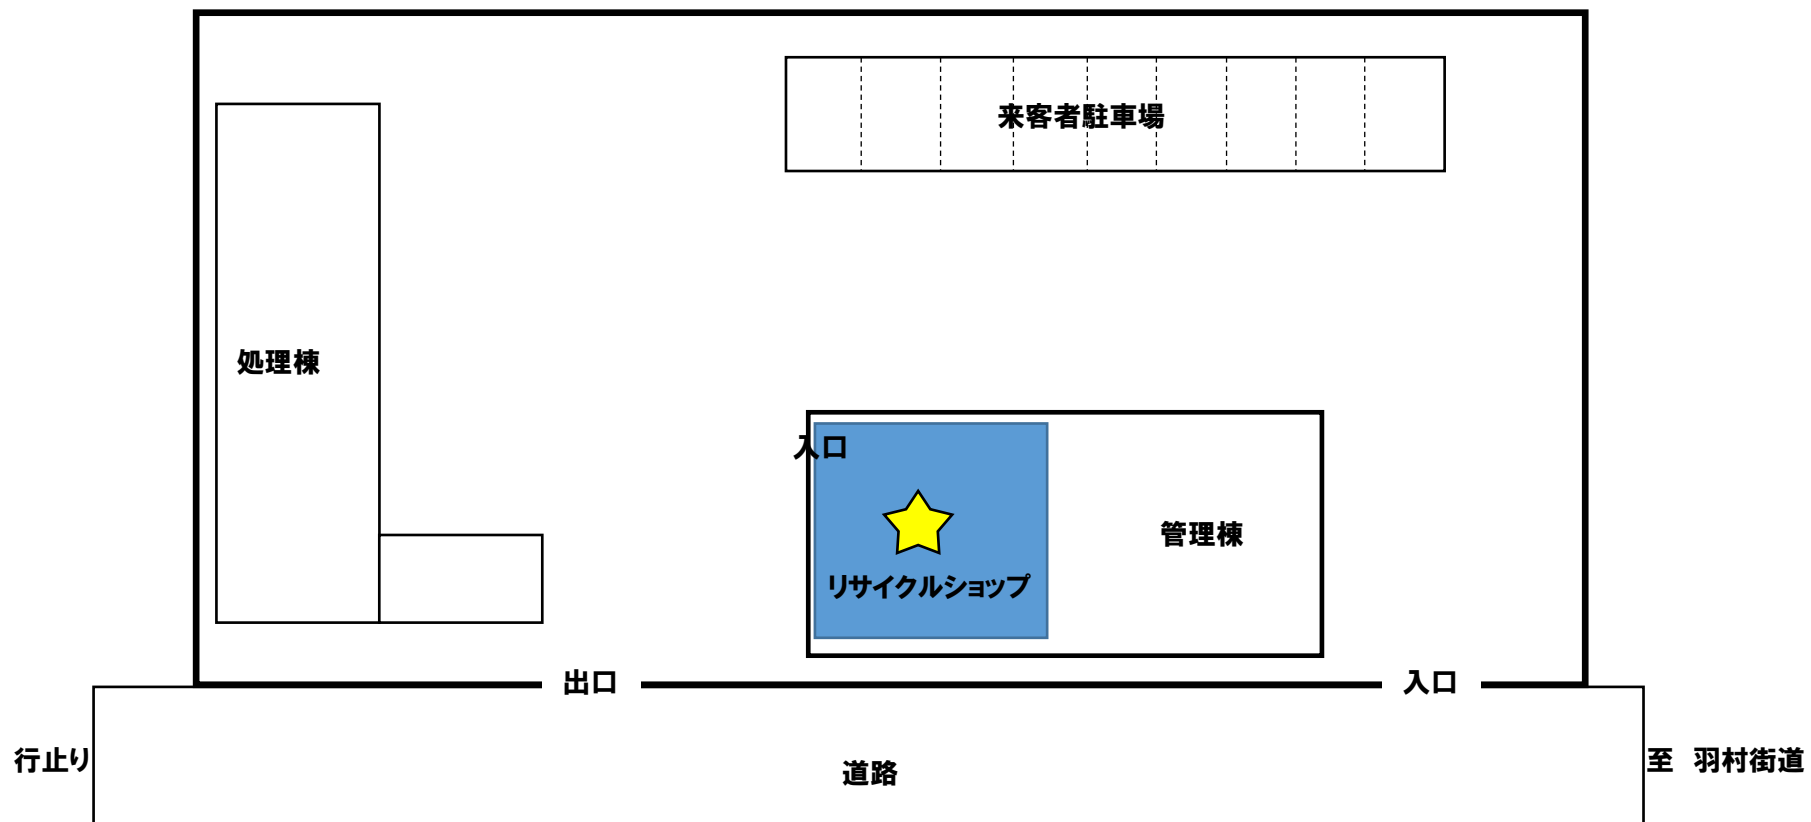 来客者駐車場
処理棟
入口
管理棟
リサイクルショップ
出口
入口
行止り
道路
至　羽村街道